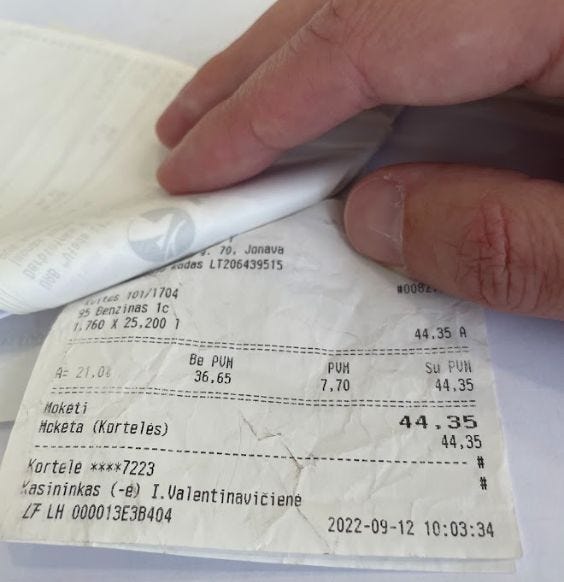 70, Jonava
kodas LT206439515
#0082
101/1704
95 Benzinas 1c
1,760 X 25,200 l
44,35 A
Be PVM PVM Su PVM
A= 21,0% 36,65 7,70 44,35
Mokėti 44,35
Mokėta (Kortelės) 44,35
#
Kortelė ****7223 #
Kasininkas (-ė) I.Valentinavičienė
LF LH 000013E3B404
2022-09-12 10:03:34